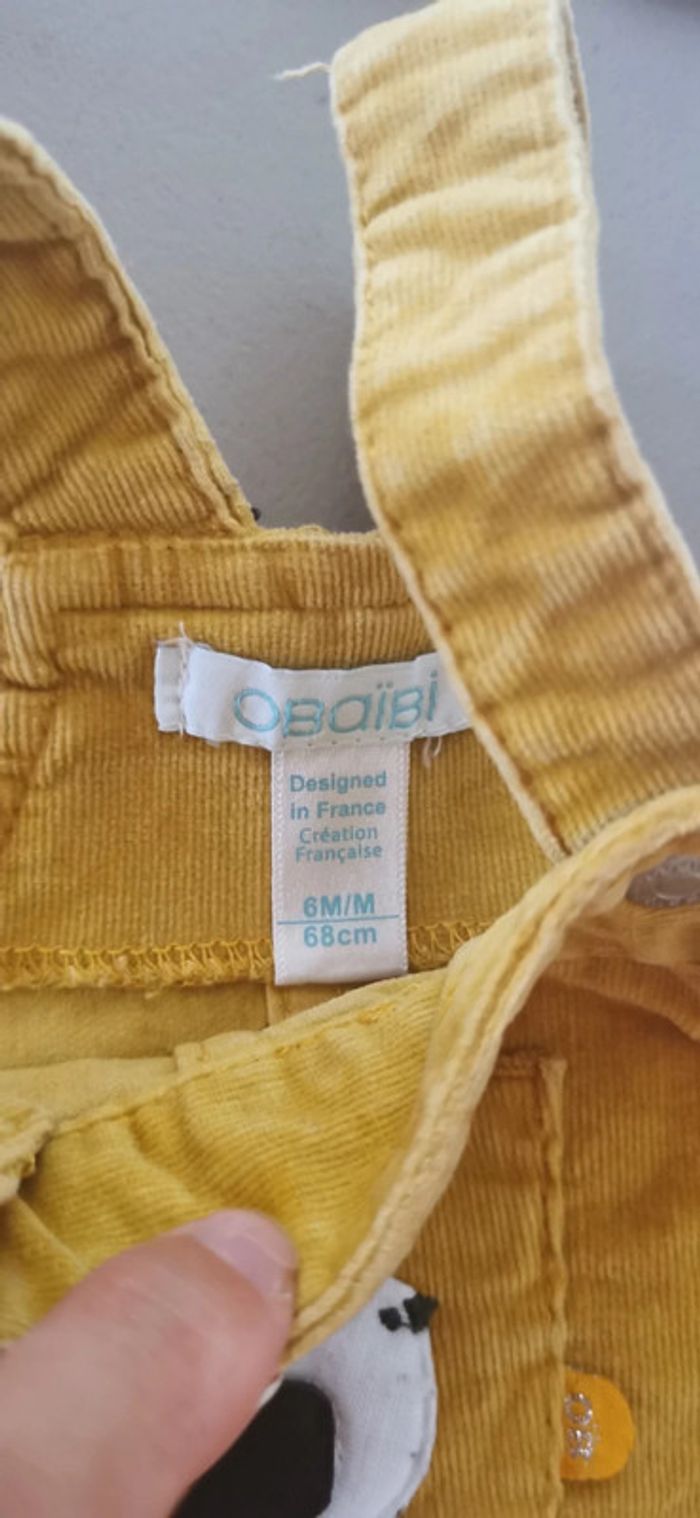 OBaïBi
Designed
in France
Création
Française
6M/M
68cm